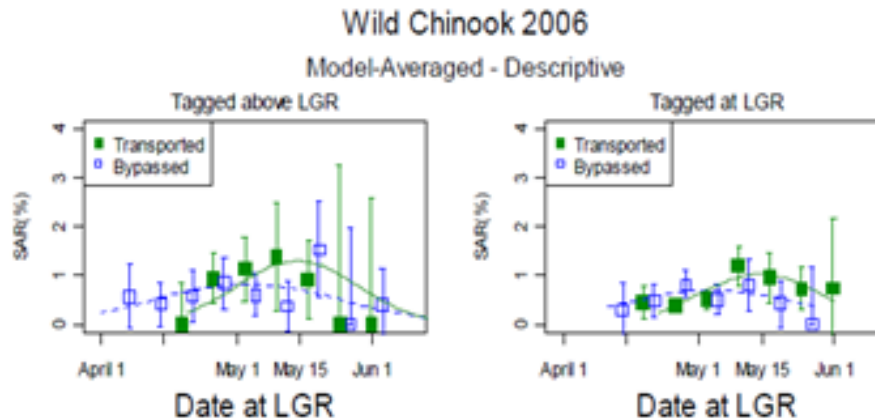 Wild Chinook 2006
Model-Averaged - Descriptive
Tagged above LGR
Transported
Bypassed
SAR(%)
4
3
2
1
0
April 1
May 1
May 15
Jun 1
Date at LGR
Tagged at LGR
Transported
Bypassed
SAR(%)
4
3
2
1
0
April 1
May 1
May 15
Jun 1
Date at LGR